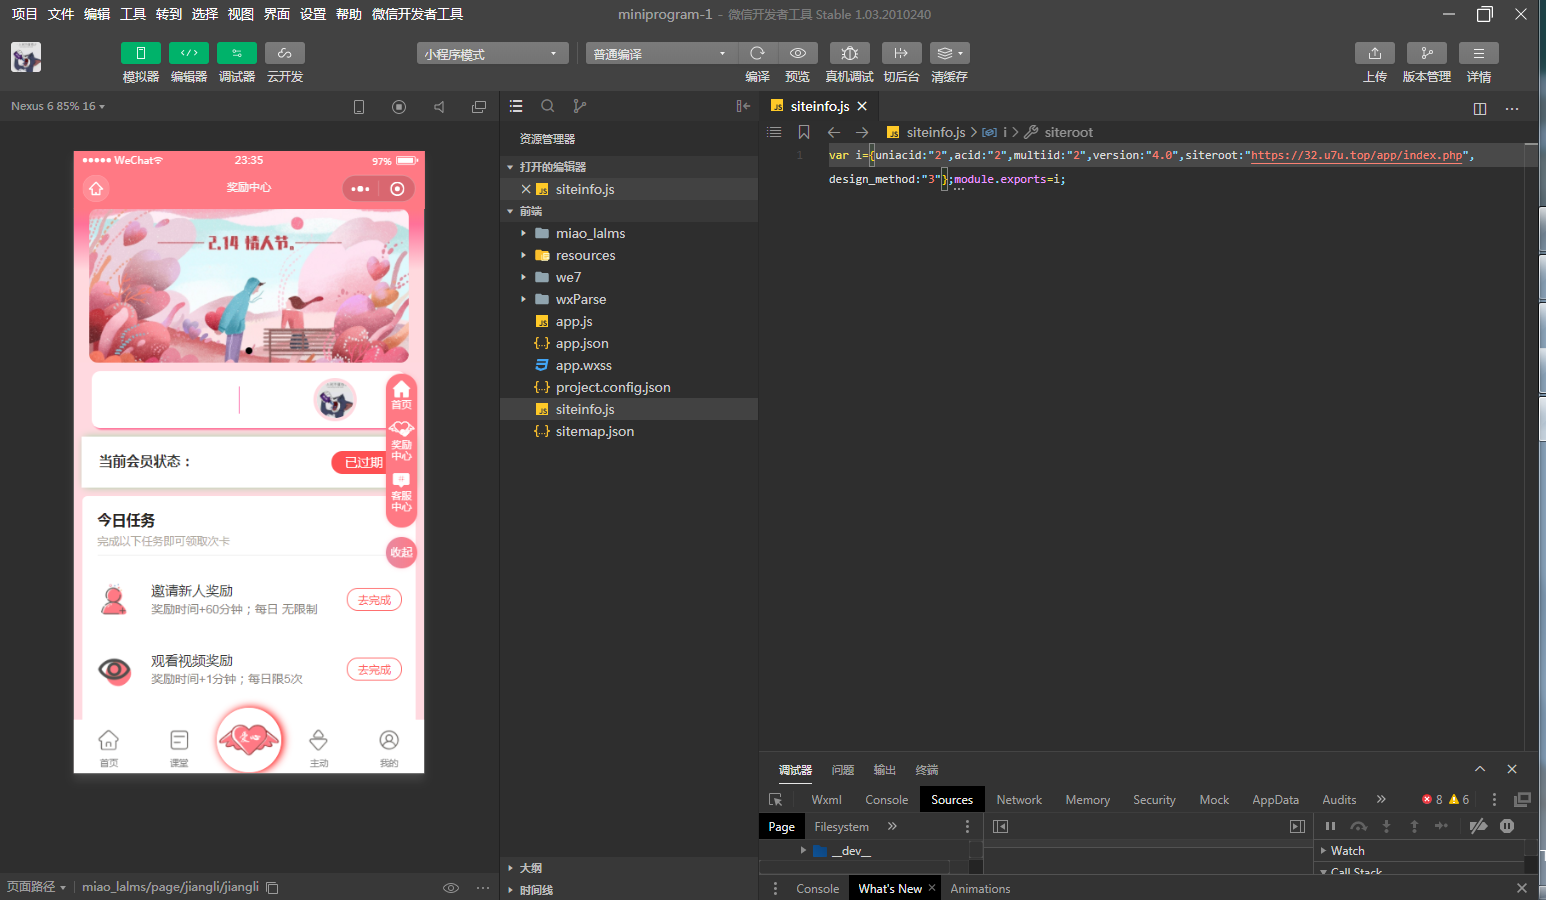 项目 文件 编辑 工具 转到 选择 视图 界面 设置 帮助 微信开发者工具
miniprogram-1 - 微信开发者工具 Stable 1.03.2010240
模拟器 编辑器 调试器 云开发
小程序模式
普通编译
编译 预览 真机调试 切后台 清缓存
上传 版本管理 详情
Nexus 6 85% 16
WeChat
23:35
97%
奖励中心
2.14 情人节.
首页
奖励
中心
客服
中心
收起
当前会员状态：
已过期
今日任务
完成以下任务即可领取次卡
邀请新人奖励
奖励时间+60分钟；每日 无限制
去完成
观看视频奖励
奖励时间+1分钟；每日限5次
去完成
首页
课堂
主动
我的
页面路径
miao_lalms/page/jiangli/jiangli
资源管理器
打开的编辑器
siteinfo.js
前端
miao_lalms
resources
we7
wxParse
app.js
app.json
app.wxss
project.config.json
siteinfo.js
sitemap.json
大纲
时间线
siteinfo.js
siteinfo.js > i > siteroot
1
var i={uniacid:"2",acid:"2",multiid:"2",version:"4.0",siteroot:"https://32.u7u.top/app/index.php",
design_method:"3"};module.exports=i;
调试器 问题 输出 终端
Wxml Console Sources Network Memory Security Mock AppData Audits
8 6
Page Filesystem
__dev__
Watch
Call Stack
Console What's New Animations